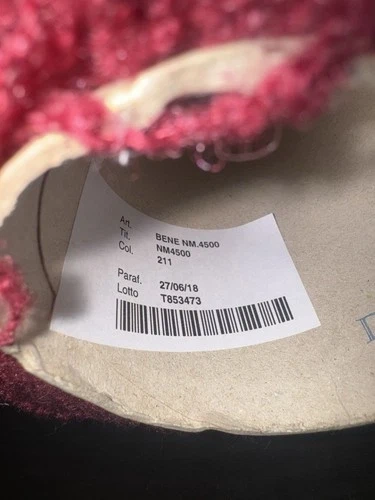 Art. BENE NM.4500
Tit. NM4500
Col. 211
Paraf. 27/06/18
Lotto T853473